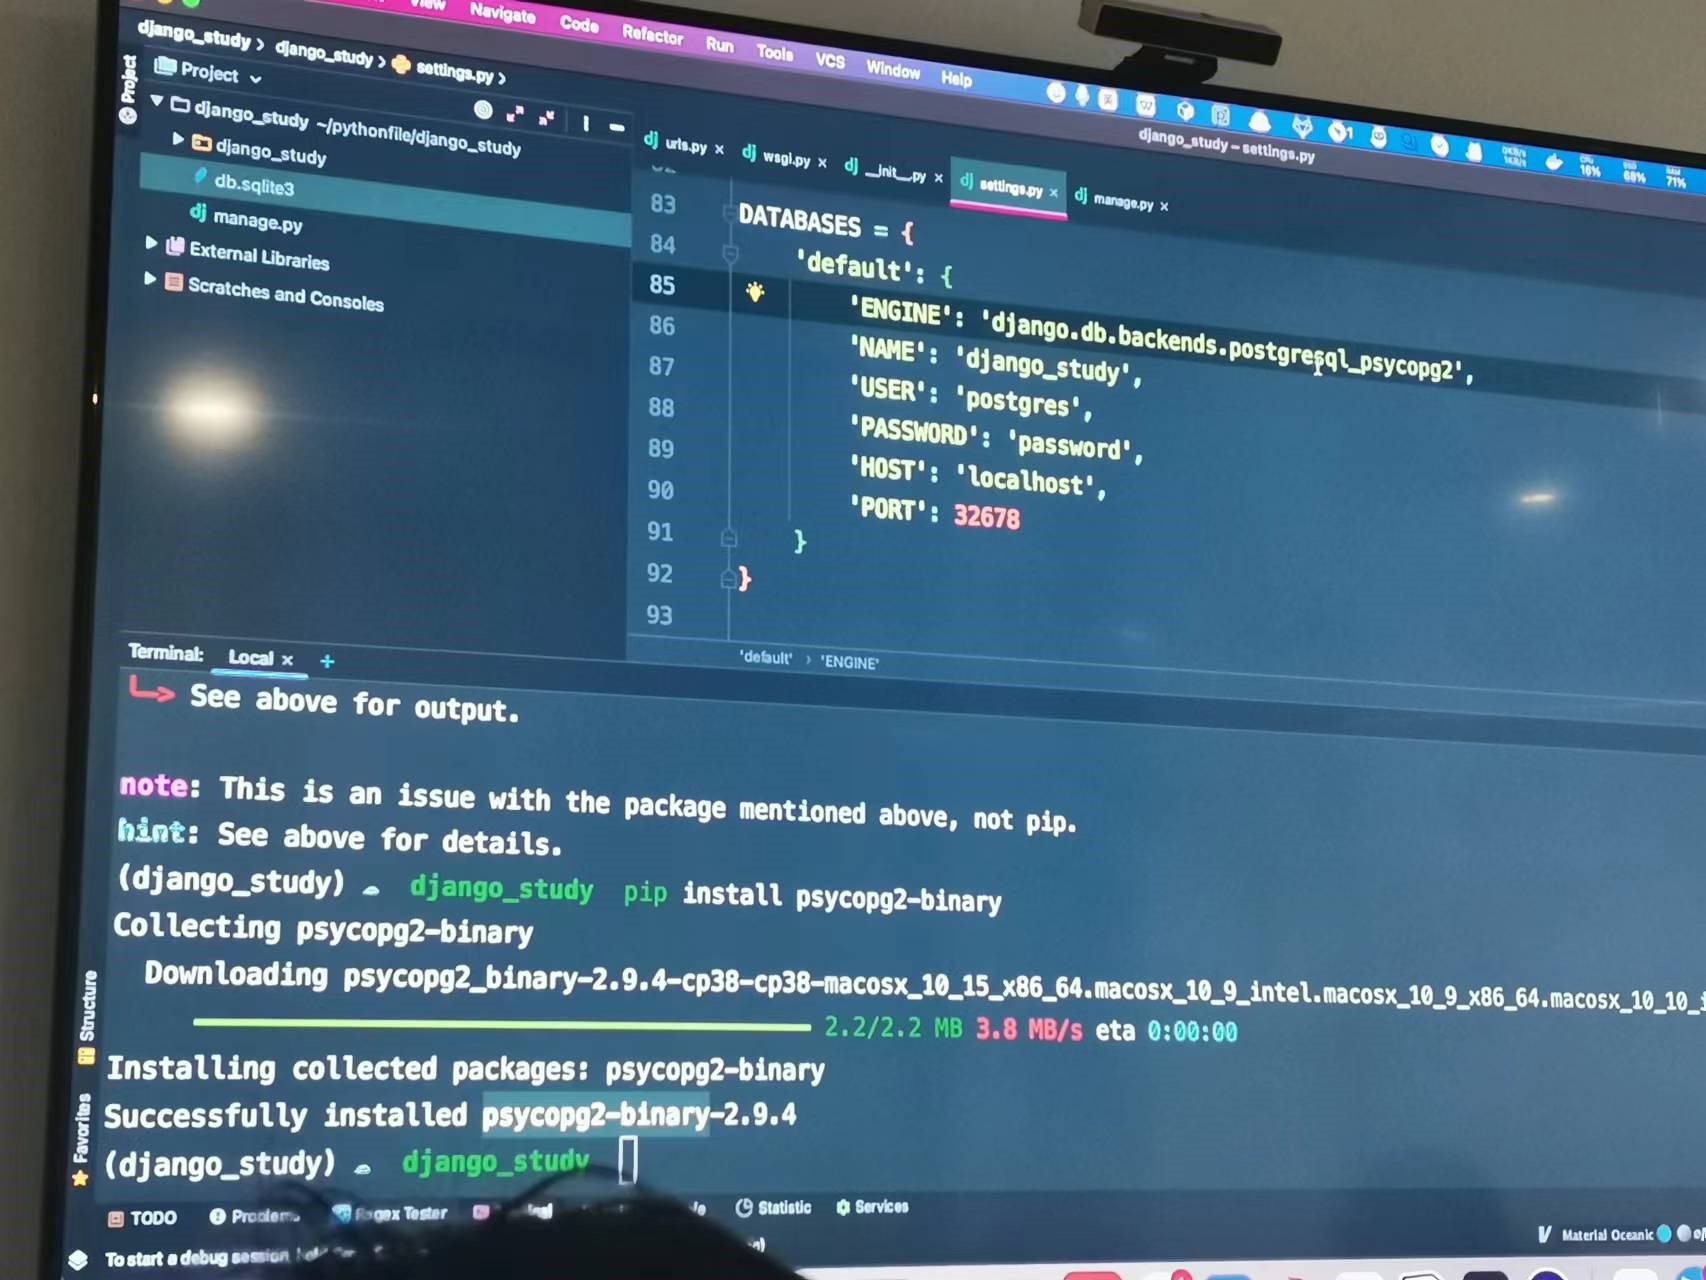 View Navigate Code Refactor Run Tools VCS Window Help
django_study › django_study › settings.py ›
django_study – settings.py
16% 68% 71%
Project
Project
django_study ~/pythonfile/django_study
django_study
db.sqlite3
manage.py
External Libraries
Scratches and Consoles
urls.py × wsgi.py × __init__.py × settings.py × manage.py ×
83 DATABASES = {
84 'default': {
85 'ENGINE': 'django.db.backends.postgresql_psycopg2',
86 'NAME': 'django_study',
87 'USER': 'postgres',
88 'PASSWORD': 'password',
89 'HOST': 'localhost',
90 'PORT': 32678
91 }
92 }
93
'default' › 'ENGINE'
Terminal: Local × +
See above for output.
note: This is an issue with the package mentioned above, not pip.
hint: See above for details.
(django_study) django_study pip install psycopg2-binary
Collecting psycopg2-binary
Downloading psycopg2_binary-2.9.4-cp38-cp38-macosx_10_15_x86_64.macosx_10_9_intel.macosx_10_9_x86_64.macosx_10_10_
2.2/2.2 MB 3.8 MB/s eta 0:00:00
Installing collected packages: psycopg2-binary
Successfully installed psycopg2-binary-2.9.4
(django_study) django_study
Structure
Favorites
TODO Problems Regex Tester Statistic Services
Material Oceanic
To start a debug session,